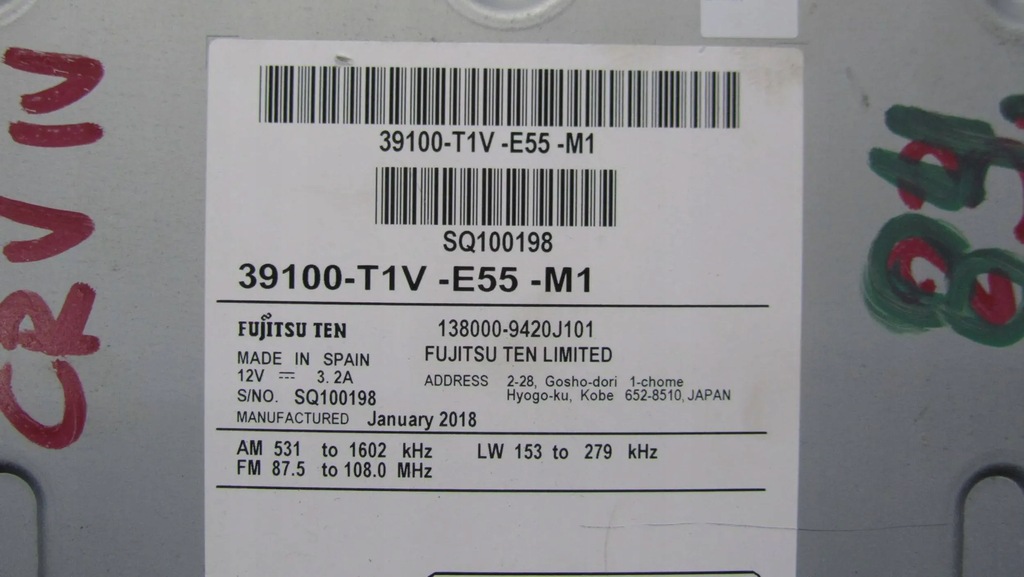 39100-T1V -E55 -M1
SQ100198
39100-T1V -E55 -M1
FUJITSU TEN 138000-9420J101
MADE IN SPAIN FUJITSU TEN LIMITED
12V ⎓ 3.2A ADDRESS 2-28, Gosho-dori 1-chome
S/NO. SQ100198 Hyogo-ku, Kobe 652-8510, JAPAN
MANUFACTURED January 2018
AM 531 to 1602 kHz LW 153 to 279 kHz
FM 87.5 to 108.0 MHz
CRV IN